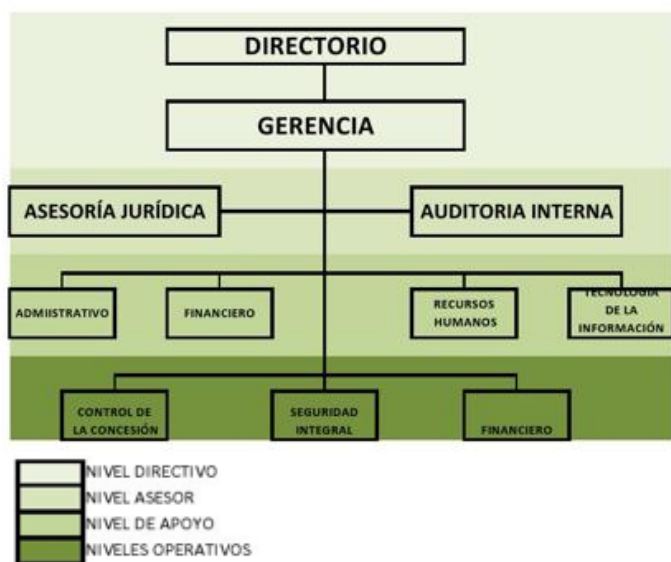 DIRECTORIO
GERENCIA
ASESORÍA JURÍDICA
AUDITORIA INTERNA
ADMIISTRATIVO
FINANCIERO
RECURSOS
HUMANOS
TECNOLOGÍA
DE LA
INFORMACIÓN
CONTROL DE
LA CONCESIÓN
SEGURIDAD
INTEGRAL
FINANCIERO
NIVEL DIRECTIVO
NIVEL ASESOR
NIVEL DE APOYO
NIVELES OPERATIVOS